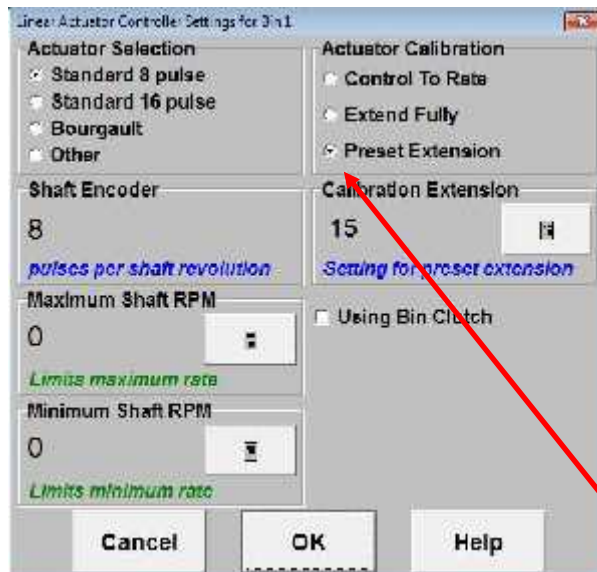 Linear Actuator Controller Settings for Bin 1
Actuator Selection
Standard 8 pulse
Standard 16 pulse
Bourgault
Other
Actuator Calibration
Control To Rate
Extend Fully
Preset Extension
Shaft Encoder
8
pulses per shaft revolution
Calibration Extension
15
Setting for preset extension
Maximum Shaft RPM
0
Limits maximum rate
Using Bin Clutch
Minimum Shaft RPM
0
Limits minimum rate
Cancel
OK
Help